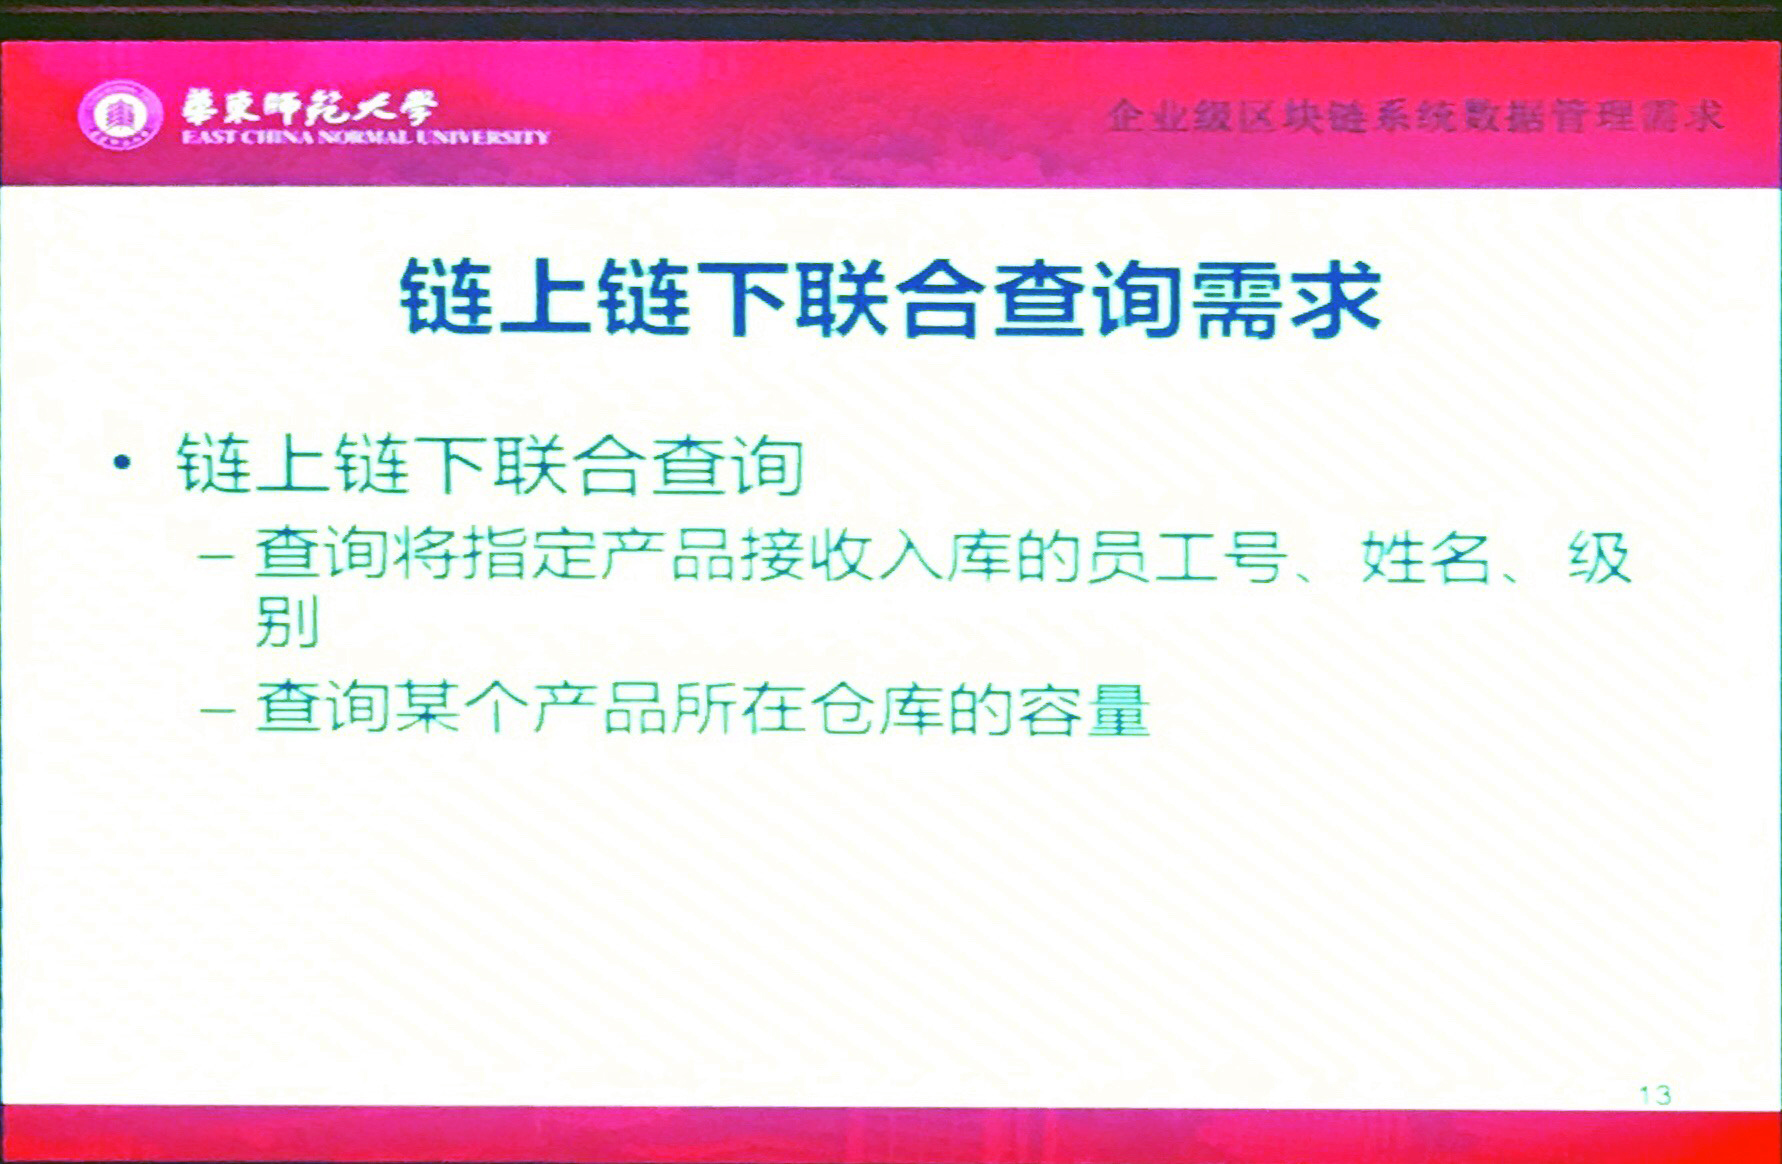 華東師範大學
EAST CHINA NORMAL UNIVERSITY
企业级区块链系统数据管理需求
链上链下联合查询需求
• 链上链下联合查询
– 查询将指定产品接收入库的员工号、姓名、级
别
– 查询某个产品所在仓库的容量
13